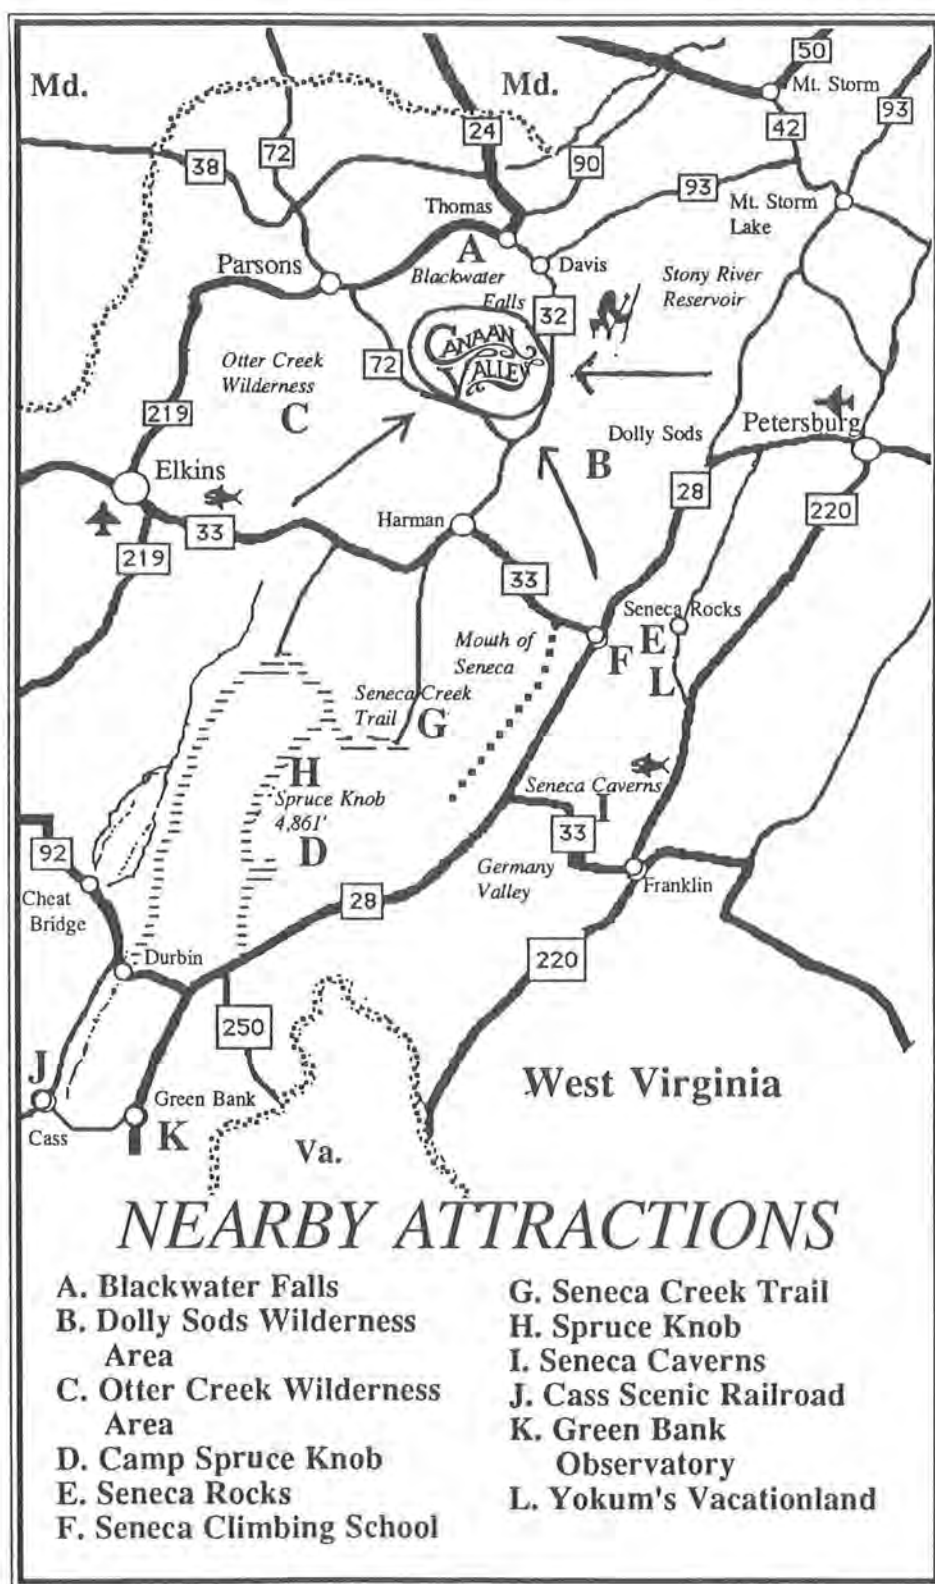 Md.
Md.
50
Mt. Storm
93
42
24
72
38
90
93
Thomas
Mt. Storm
Lake
A
Parsons
Blackwater
Falls
Davis
Stony River
Reservoir
32
CANAAN
VALLEY
Otter Creek
Wilderness
72
C
219
Petersburg
Dolly Sods
Elkins
B
28
33
Harman
220
219
33
Seneca Rocks
Mouth of
Seneca
E
F
L
Seneca Creek
Trail
G
H
Seneca Caverns
Spruce Knob
4,861'
I
33
92
D
Germany
Valley
Franklin
Cheat
Bridge
28
Durbin
220
250
J
West Virginia
Green Bank
Cass
K
Va.
NEARBY ATTRACTIONS
A. Blackwater Falls
B. Dolly Sods Wilderness
Area
C. Otter Creek Wilderness
Area
D. Camp Spruce Knob
E. Seneca Rocks
F. Seneca Climbing School
G. Seneca Creek Trail
H. Spruce Knob
I. Seneca Caverns
J. Cass Scenic Railroad
K. Green Bank
Observatory
L. Yokum's Vacationland